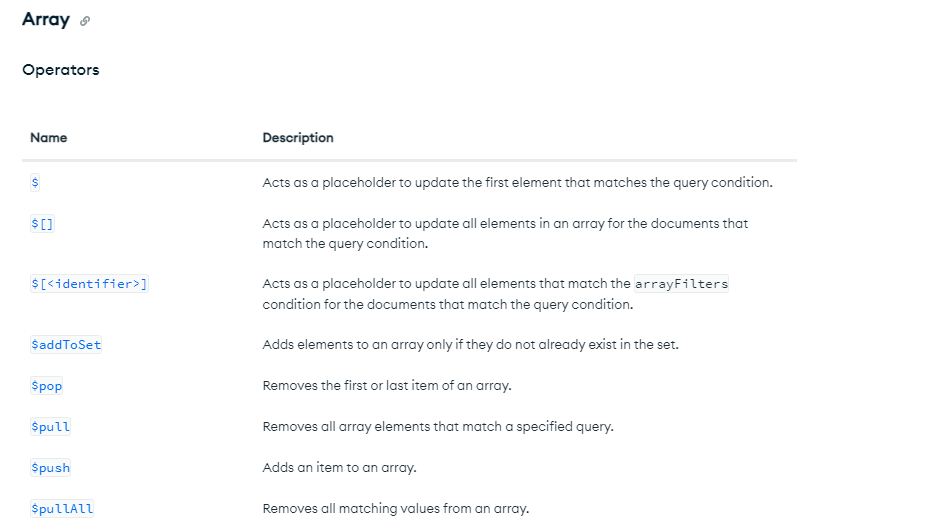 Array
Operators
Name Description
$ Acts as a placeholder to update the first element that matches the query condition.
$[] Acts as a placeholder to update all elements in an array for the documents that
match the query condition.
$[<identifier>] Acts as a placeholder to update all elements that match the arrayFilters
condition for the documents that match the query condition.
$addToSet Adds elements to an array only if they do not already exist in the set.
$pop Removes the first or last item of an array.
$pull Removes all array elements that match a specified query.
$push Adds an item to an array.
$pullAll Removes all matching values from an array.